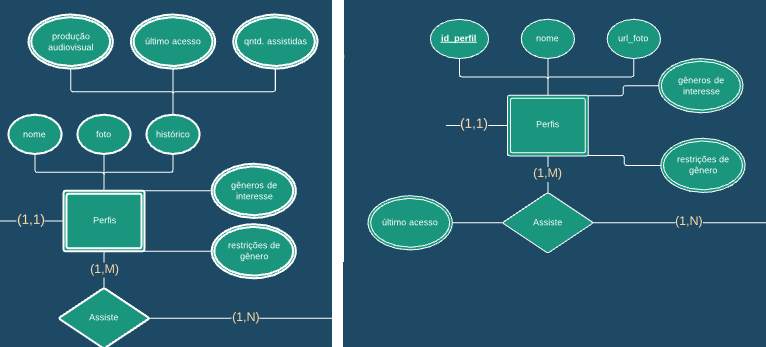 produção
audiovisual
último acesso
qntd. assistidas
nome
foto
histórico
gêneros de
interesse
(1,1)
Perfis
restrições de
gênero
(1,M)
Assiste
(1,N)
id_perfil
nome
url_foto
gêneros de
interesse
(1,1)
Perfis
restrições de
gênero
(1,M)
último acesso
Assiste
(1,N)